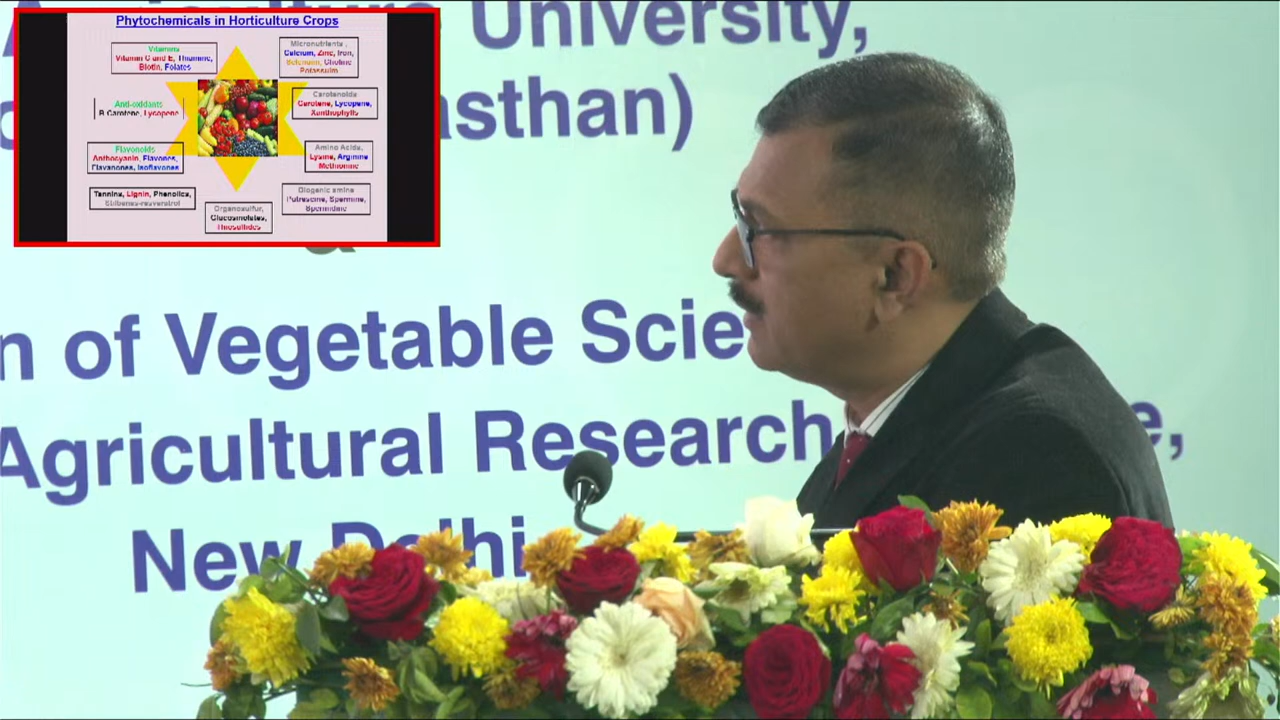 Phytochemicals in Horticulture Crops
Vitamins
Vitamin C and E, Thiamine,
Biotin, Folates
Micronutrients,
Calcium, Zinc, Iron,
Selenium, Choline
Potassuim
Anti-oxidants
B Carotene, Lycopene
Carotenoids
Carotene, Lycopene,
Xanthophylls
Flavonoids
Anthocyanin, Flavones,
Flavanones, Isoflavones
Amino Acids,
Lysine, Arginine
Methionine
Tannins, Lignin, Phenolics,
Stilbenes-resveratrol
Organosulfur,
Glucosinolates,
Thiosulfides
Biogenic amine
Putrescine, Spermine,
Spermidine
University,
asthan)
&
n of Vegetable Scie
Agricultural Research e,
New Delhi